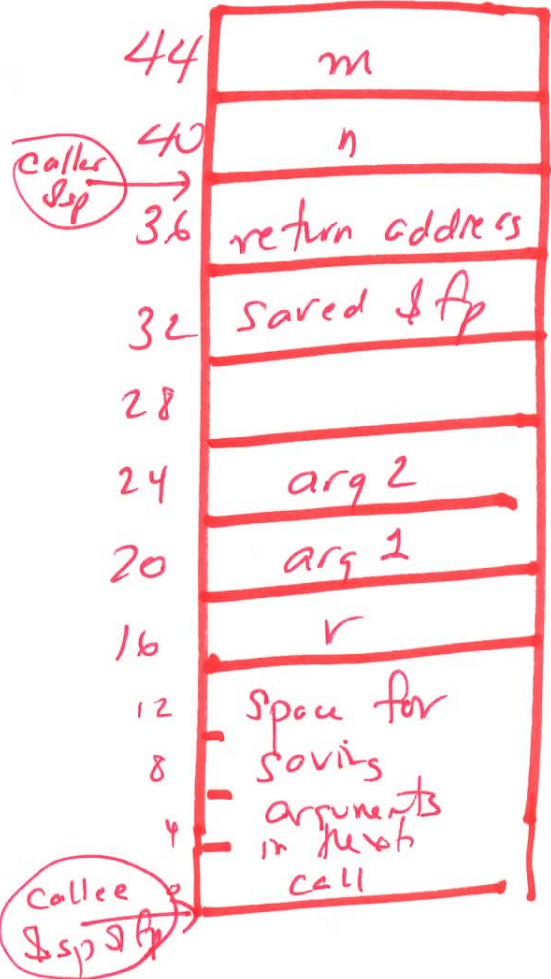 44 m
40 n
Caller
$sp
36 return address
32 saved $fp
28
24 arg 2
20 arg 1
16 r
12 space for
8 saving
arguments
4 in
call
Callee 0
$sp $fp